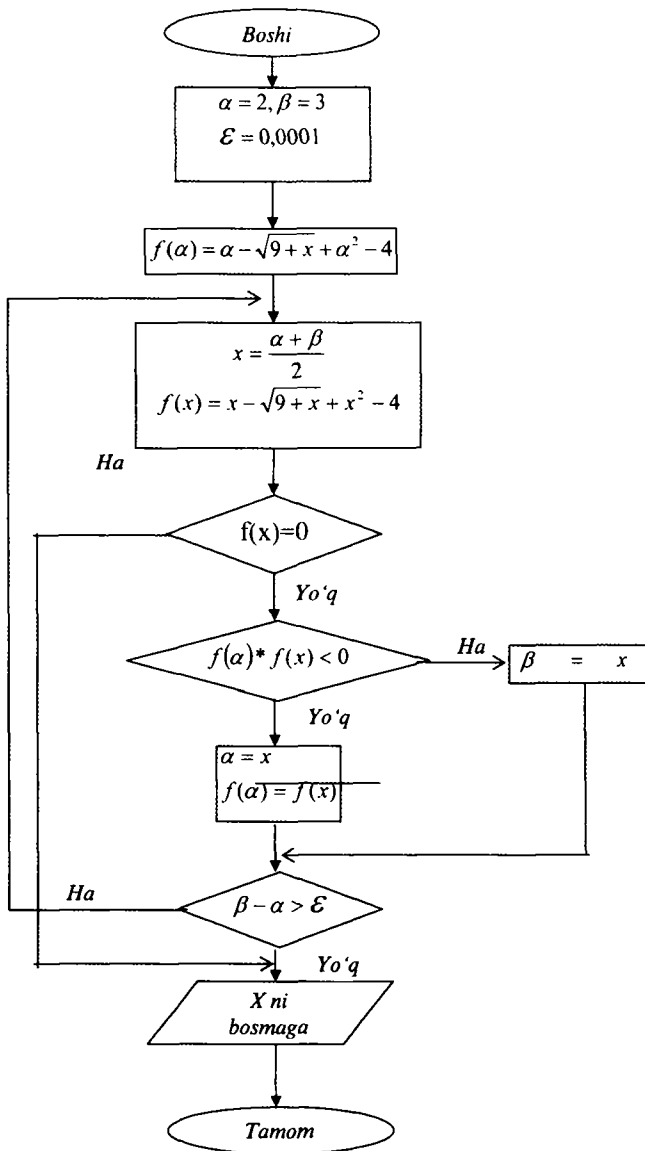 Boshi
α = 2, β = 3
ε = 0,0001
f(α) = α − √9 + x + α² − 4
x = (α + β)/2
f(x) = x − √9 + x + x² − 4
Ha
f(x)=0
Yo‘q
f(α)* f(x) < 0
Ha
β = x
Yo‘q
α = x
f(α) = f(x)
Ha
β − α > ε
Yo‘q
X ni
bosmaga
Tamom